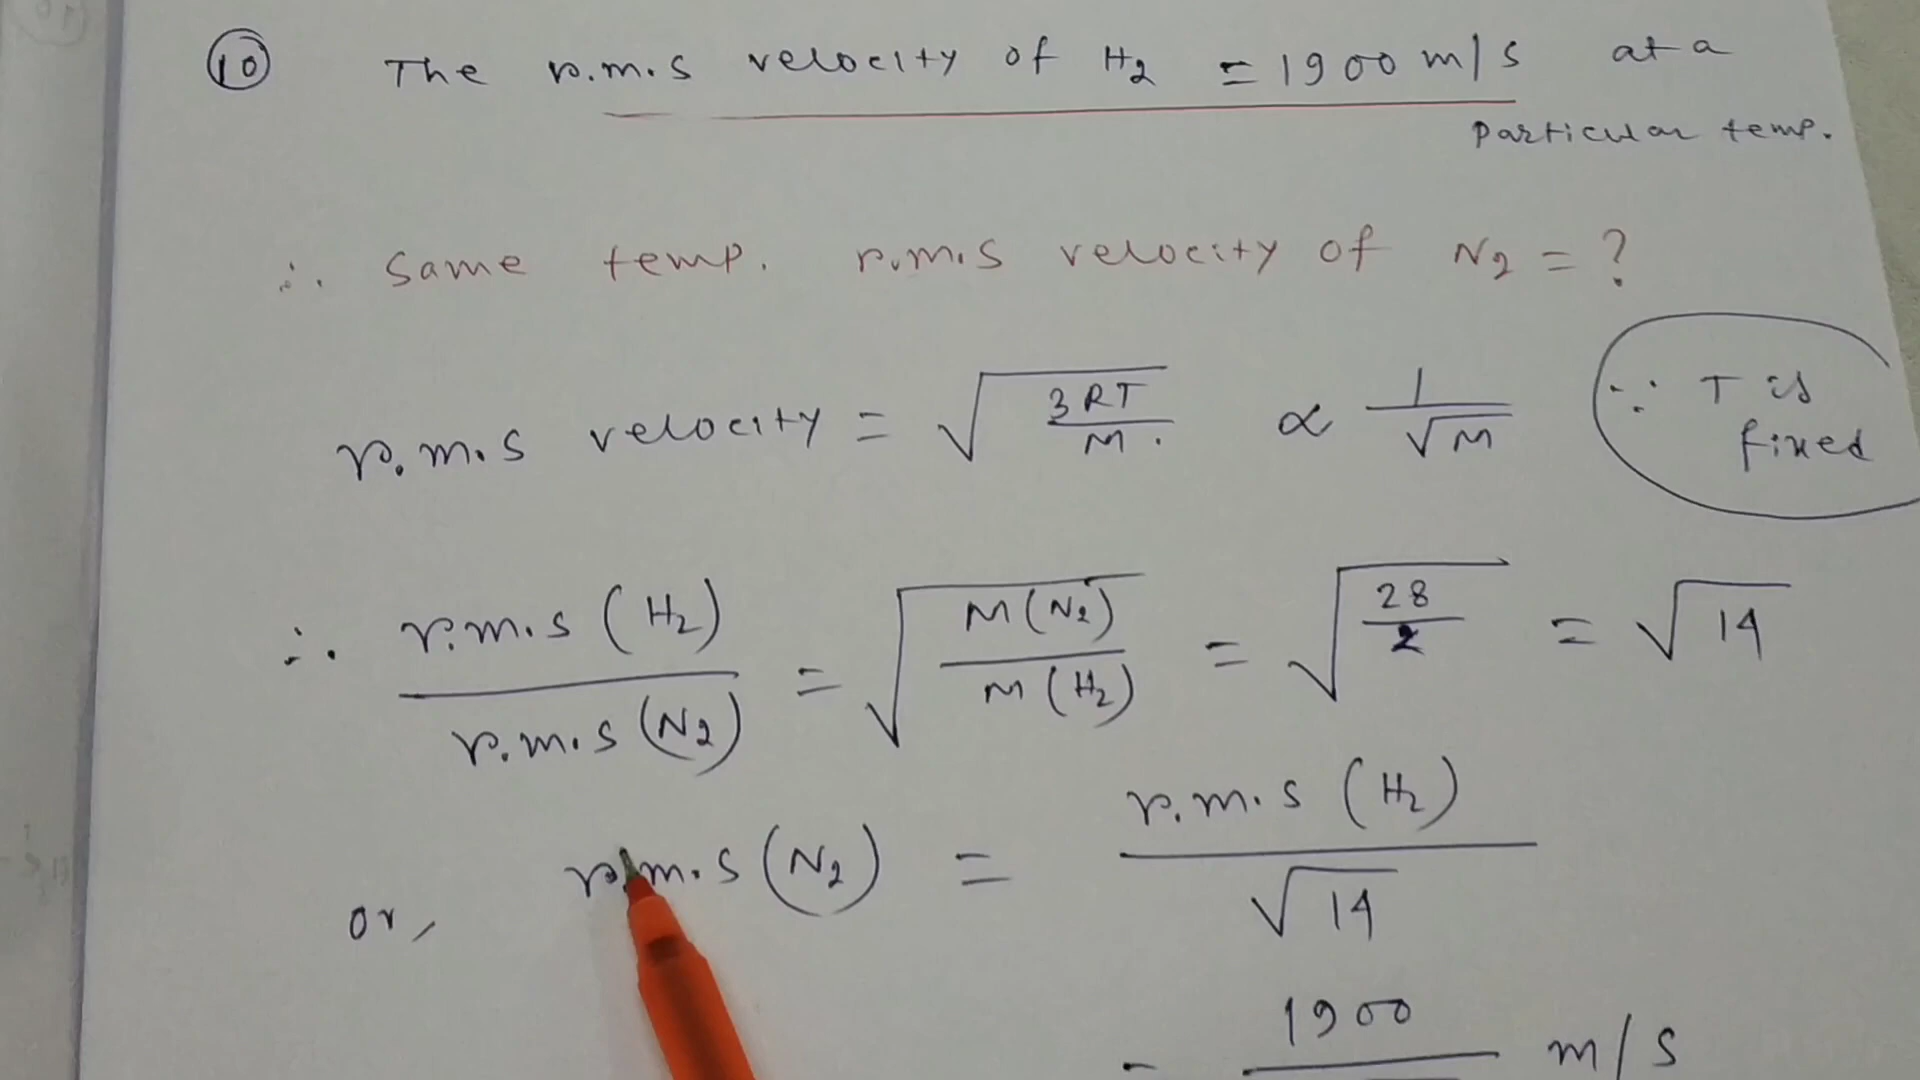 10 The r.m.s velocity of H₂ = 1900 m/s at a
particular temp.
∴ same temp. r.m.s velocity of N₂ = ?
r.m.s velocity = √(3RT/M) ∝ 1/√M ∵ T is
fixed
∴ r.m.s (H₂) / r.m.s (N₂) = √(M(N₂)/M(H₂)) = √(28/2) = √14
or, r.m.s (N₂) = r.m.s (H₂) / √14
= 1900 m/s